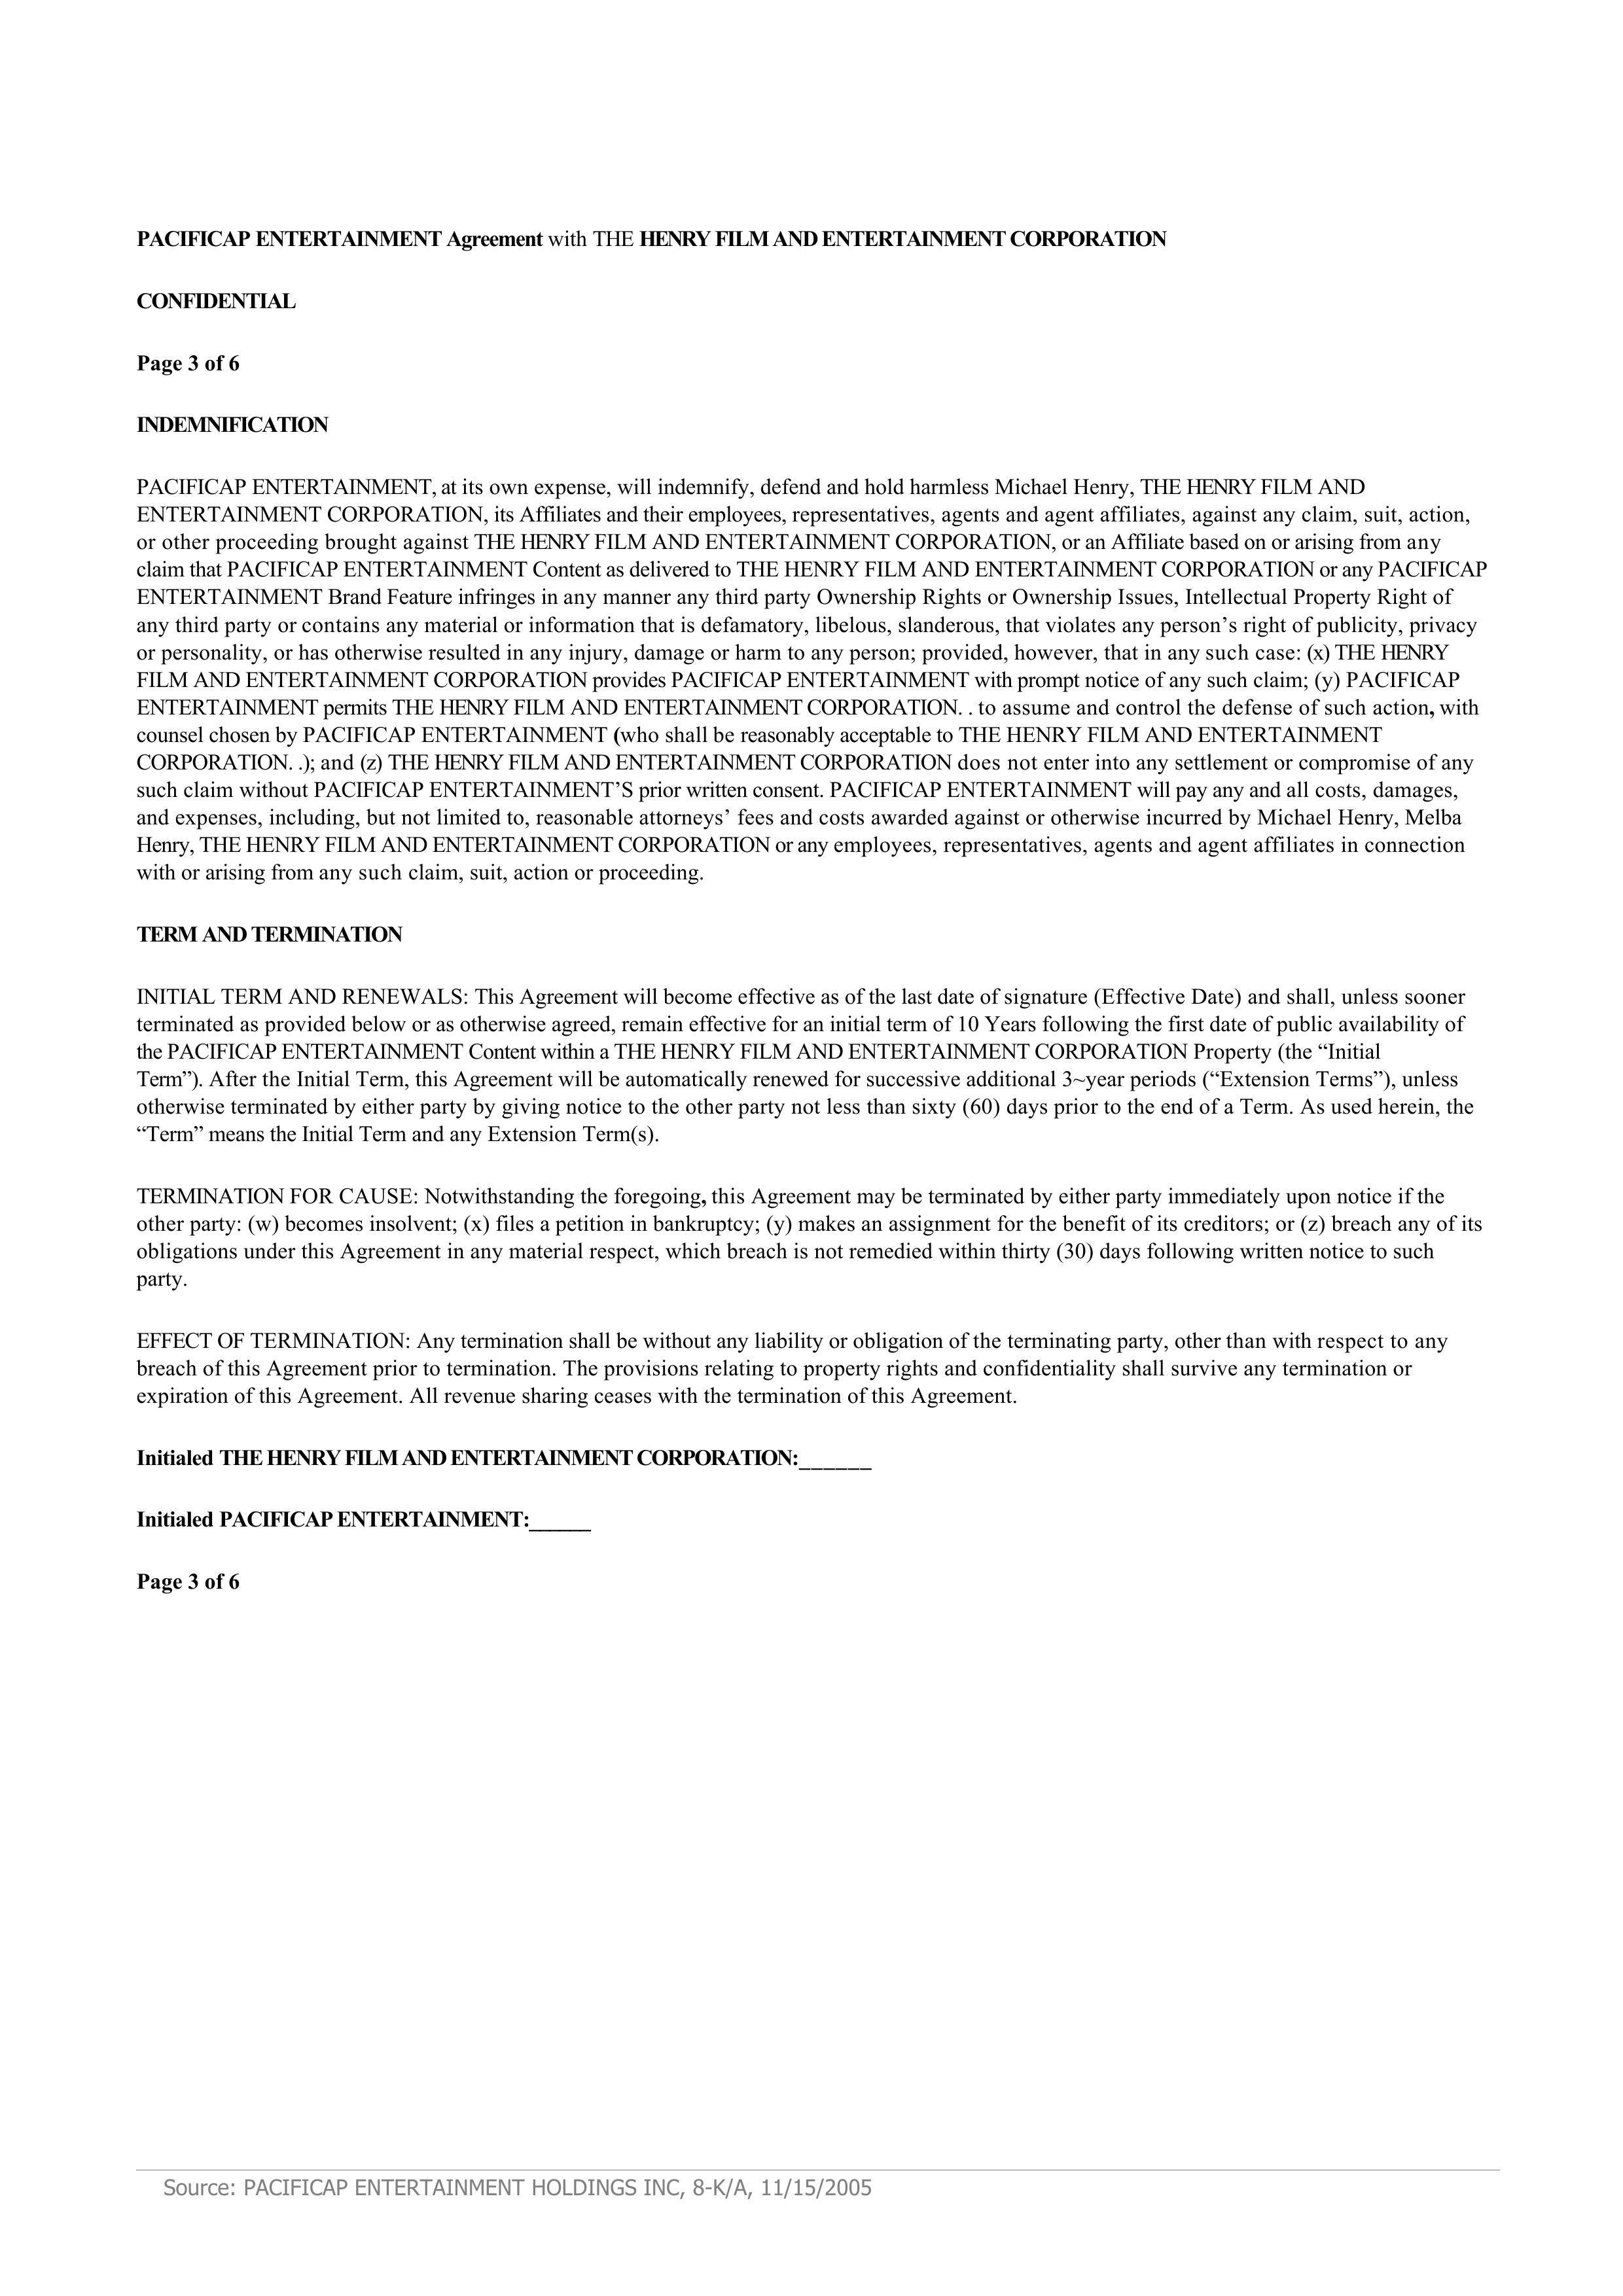 PACIFICAP ENTERTAINMENT Agreement with THE HENRY FILM AND ENTERTAINMENT CORPORATION
CONFIDENTIAL
Page 3 of 6
INDEMNIFICATION
PACIFICAP ENTERTAINMENT, at its own expense, will indemnify, defend and hold harmless Michael Henry, THE HENRY FILM AND
ENTERTAINMENT CORPORATION, its Affiliates and their employees, representatives, agents and agent affiliates, against any claim, suit, action,
or other proceeding brought against THE HENRY FILM AND ENTERTAINMENT CORPORATION, or an Affiliate based on or arising from any
claim that PACIFICAP ENTERTAINMENT Content as delivered to THE HENRY FILM AND ENTERTAINMENT CORPORATION or any PACIFICAP
ENTERTAINMENT Brand Feature infringes in any manner any third party Ownership Rights or Ownership Issues, Intellectual Property Right of
any third party or contains any material or information that is defamatory, libelous, slanderous, that violates any person’s right of publicity, privacy
or personality, or has otherwise resulted in any injury, damage or harm to any person; provided, however, that in any such case: (x) THE HENRY
FILM AND ENTERTAINMENT CORPORATION provides PACIFICAP ENTERTAINMENT with prompt notice of any such claim; (y) PACIFICAP
ENTERTAINMENT permits THE HENRY FILM AND ENTERTAINMENT CORPORATION. . to assume and control the defense of such action, with
counsel chosen by PACIFICAP ENTERTAINMENT (who shall be reasonably acceptable to THE HENRY FILM AND ENTERTAINMENT
CORPORATION. .); and (z) THE HENRY FILM AND ENTERTAINMENT CORPORATION does not enter into any settlement or compromise of any
such claim without PACIFICAP ENTERTAINMENT’S prior written consent. PACIFICAP ENTERTAINMENT will pay any and all costs, damages,
and expenses, including, but not limited to, reasonable attorneys’ fees and costs awarded against or otherwise incurred by Michael Henry, Melba
Henry, THE HENRY FILM AND ENTERTAINMENT CORPORATION or any employees, representatives, agents and agent affiliates in connection
with or arising from any such claim, suit, action or proceeding.
TERM AND TERMINATION
INITIAL TERM AND RENEWALS: This Agreement will become effective as of the last date of signature (Effective Date) and shall, unless sooner
terminated as provided below or as otherwise agreed, remain effective for an initial term of 10 Years following the first date of public availability of
the PACIFICAP ENTERTAINMENT Content within a THE HENRY FILM AND ENTERTAINMENT CORPORATION Property (the “Initial
Term”). After the Initial Term, this Agreement will be automatically renewed for successive additional 3~year periods (“Extension Terms”), unless
otherwise terminated by either party by giving notice to the other party not less than sixty (60) days prior to the end of a Term. As used herein, the
“Term” means the Initial Term and any Extension Term(s).
TERMINATION FOR CAUSE: Notwithstanding the foregoing, this Agreement may be terminated by either party immediately upon notice if the
other party: (w) becomes insolvent; (x) files a petition in bankruptcy; (y) makes an assignment for the benefit of its creditors; or (z) breach any of its
obligations under this Agreement in any material respect, which breach is not remedied within thirty (30) days following written notice to such
party.
EFFECT OF TERMINATION: Any termination shall be without any liability or obligation of the terminating party, other than with respect to any
breach of this Agreement prior to termination. The provisions relating to property rights and confidentiality shall survive any termination or
expiration of this Agreement. All revenue sharing ceases with the termination of this Agreement.
Initialed THE HENRY FILM AND ENTERTAINMENT CORPORATION:______
Initialed PACIFICAP ENTERTAINMENT:_____
Page 3 of 6
Source: PACIFICAP ENTERTAINMENT HOLDINGS INC, 8-K/A, 11/15/2005